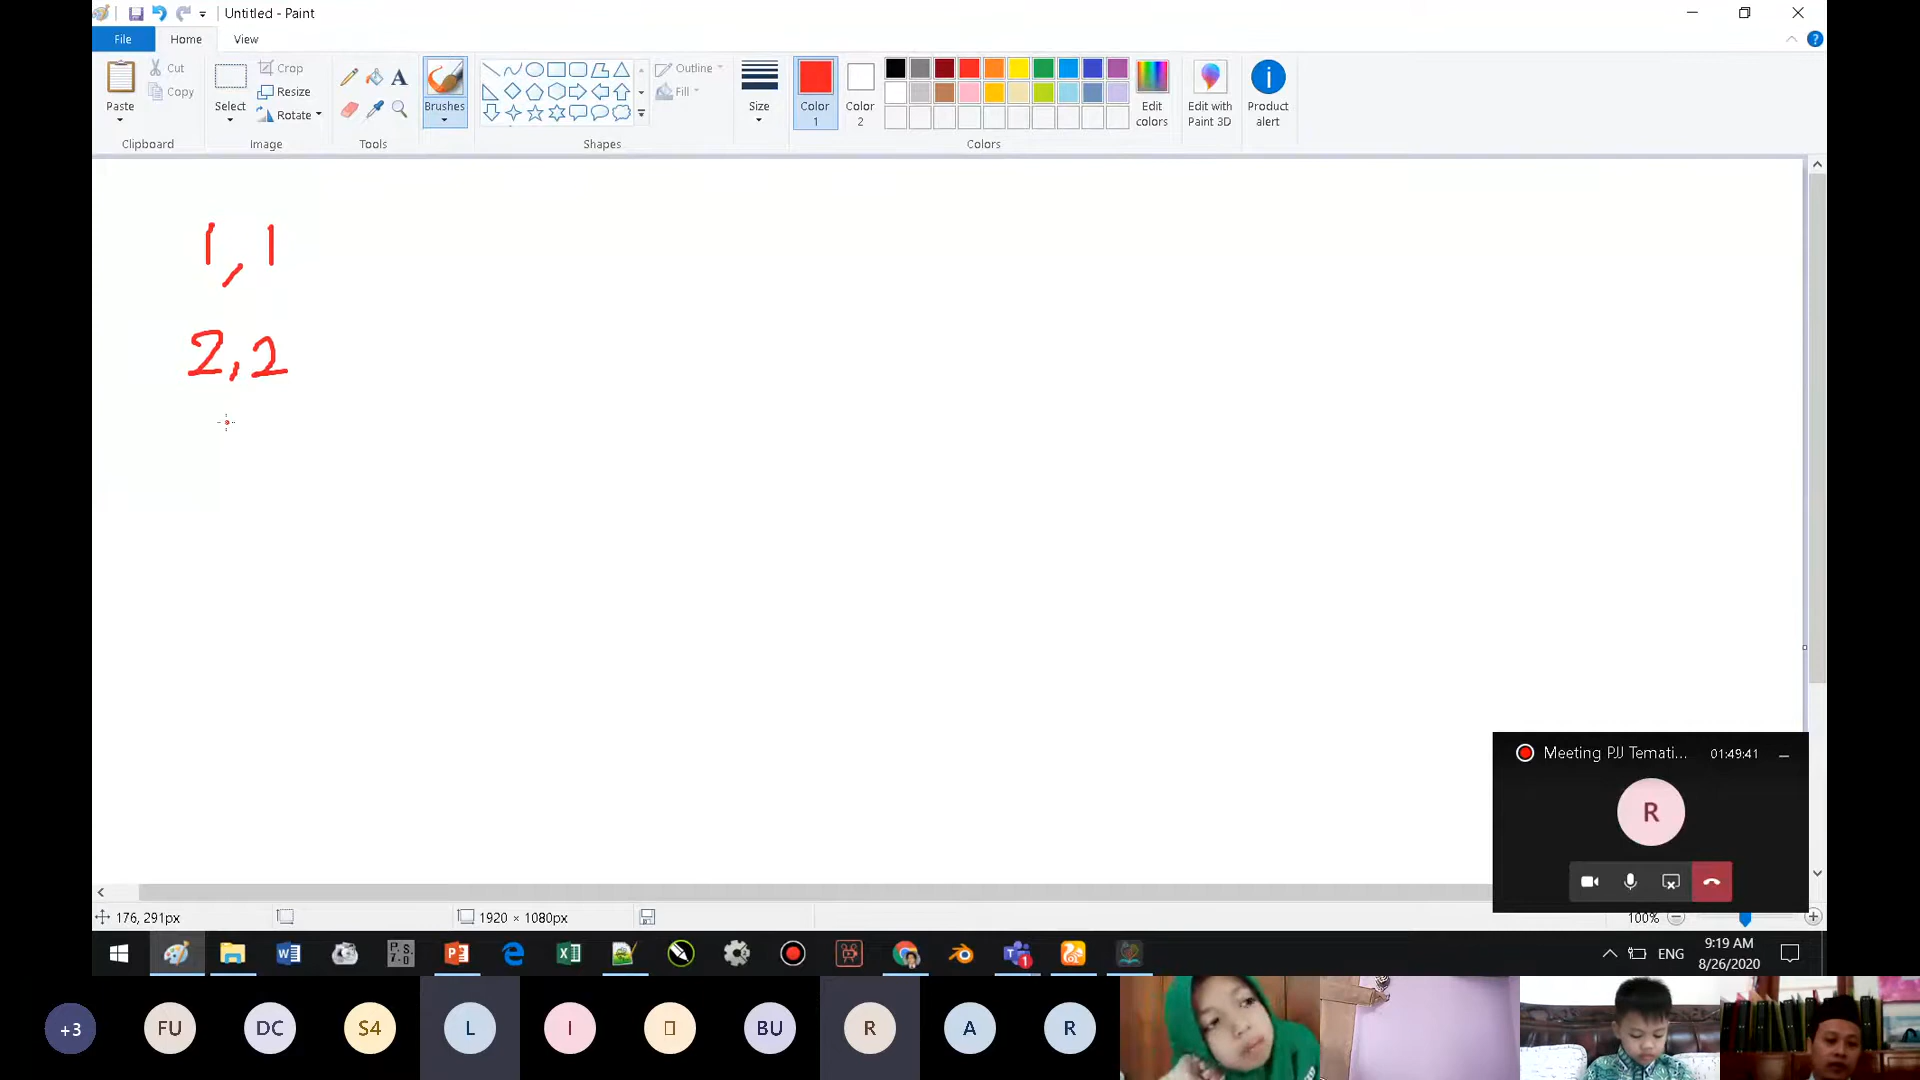 Untitled - Paint
File
Home
View
Paste
Cut
Copy
Clipboard
Select
Crop
Resize
Rotate
Image
A
Tools
Brushes
Shapes
Outline
Fill
Size
Color 1
Color 2
Colors
Edit colors
Edit with Paint 3D
Product alert
1, 1
2, 2
Meeting PJJ Temati...
01:49:41
R
176, 291px
1920 × 1080px
100%
P.S. 7.0
1
ENG
9:19 AM
8/26/2020
+3
FU
DC
S4
L
I
BU
R
A
R